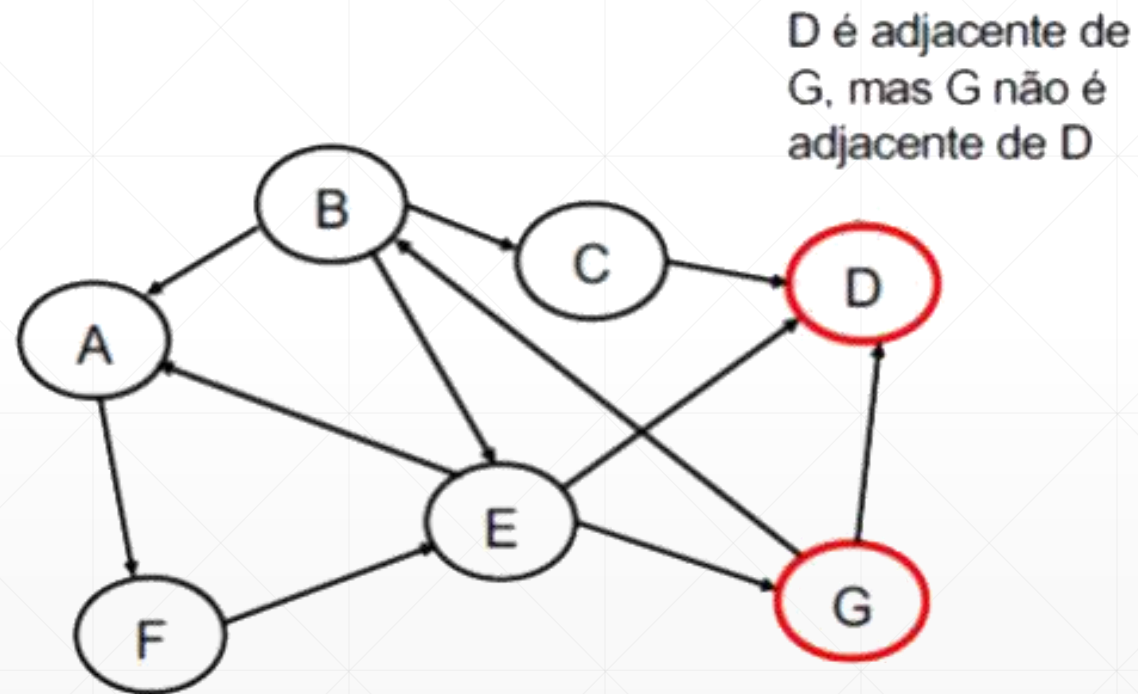 D é adjacente de
G, mas G não é
adjacente de D
B
C
D
A
E
G
F